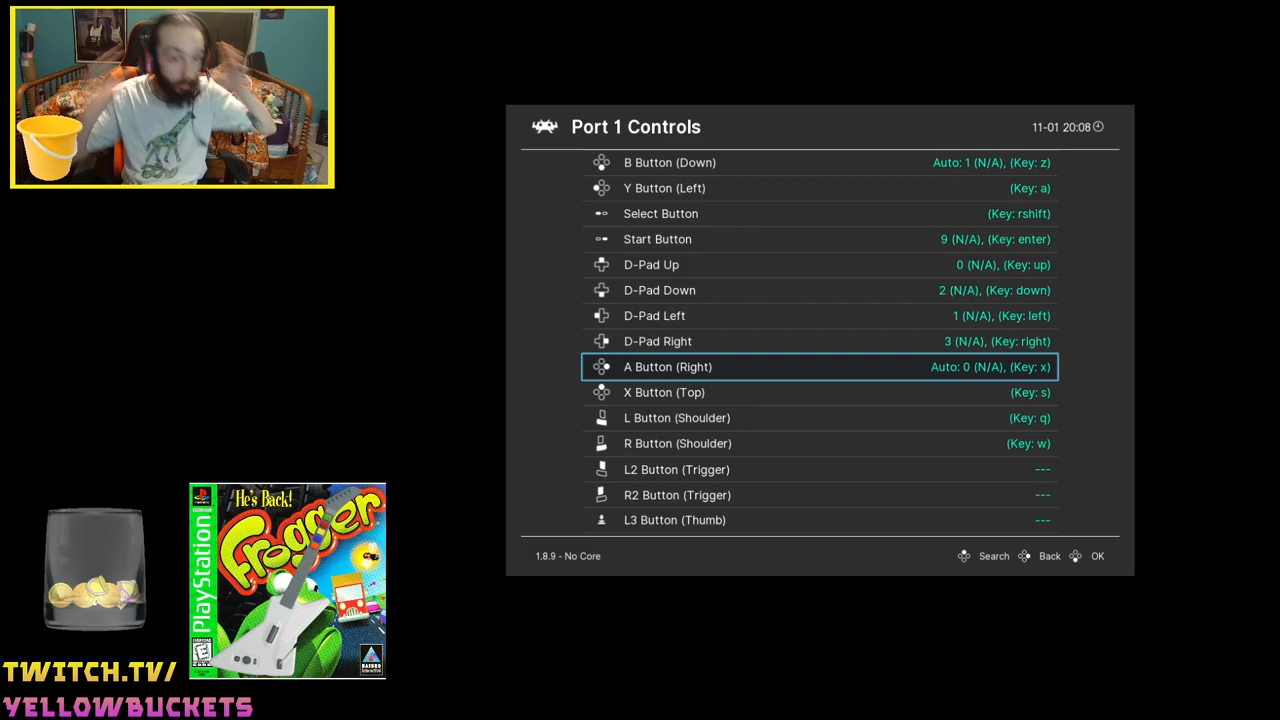 Port 1 Controls
11-01 20:08
B Button (Down) Auto: 1 (N/A), (Key: z)
Y Button (Left) (Key: a)
Select Button (Key: rshift)
Start Button 9 (N/A), (Key: enter)
D-Pad Up 0 (N/A), (Key: up)
D-Pad Down 2 (N/A), (Key: down)
D-Pad Left 1 (N/A), (Key: left)
D-Pad Right 3 (N/A), (Key: right)
A Button (Right) Auto: 0 (N/A), (Key: x)
X Button (Top) (Key: s)
L Button (Shoulder) (Key: q)
R Button (Shoulder) (Key: w)
L2 Button (Trigger) ---
R2 Button (Trigger) ---
L3 Button (Thumb) ---
1.8.9 - No Core
Search Back OK
He's Back!
Frogger
PlayStation
EVERYONE
E
HASBRO
Interactive
TWITCH.TV/
YELLOWBUCKETS